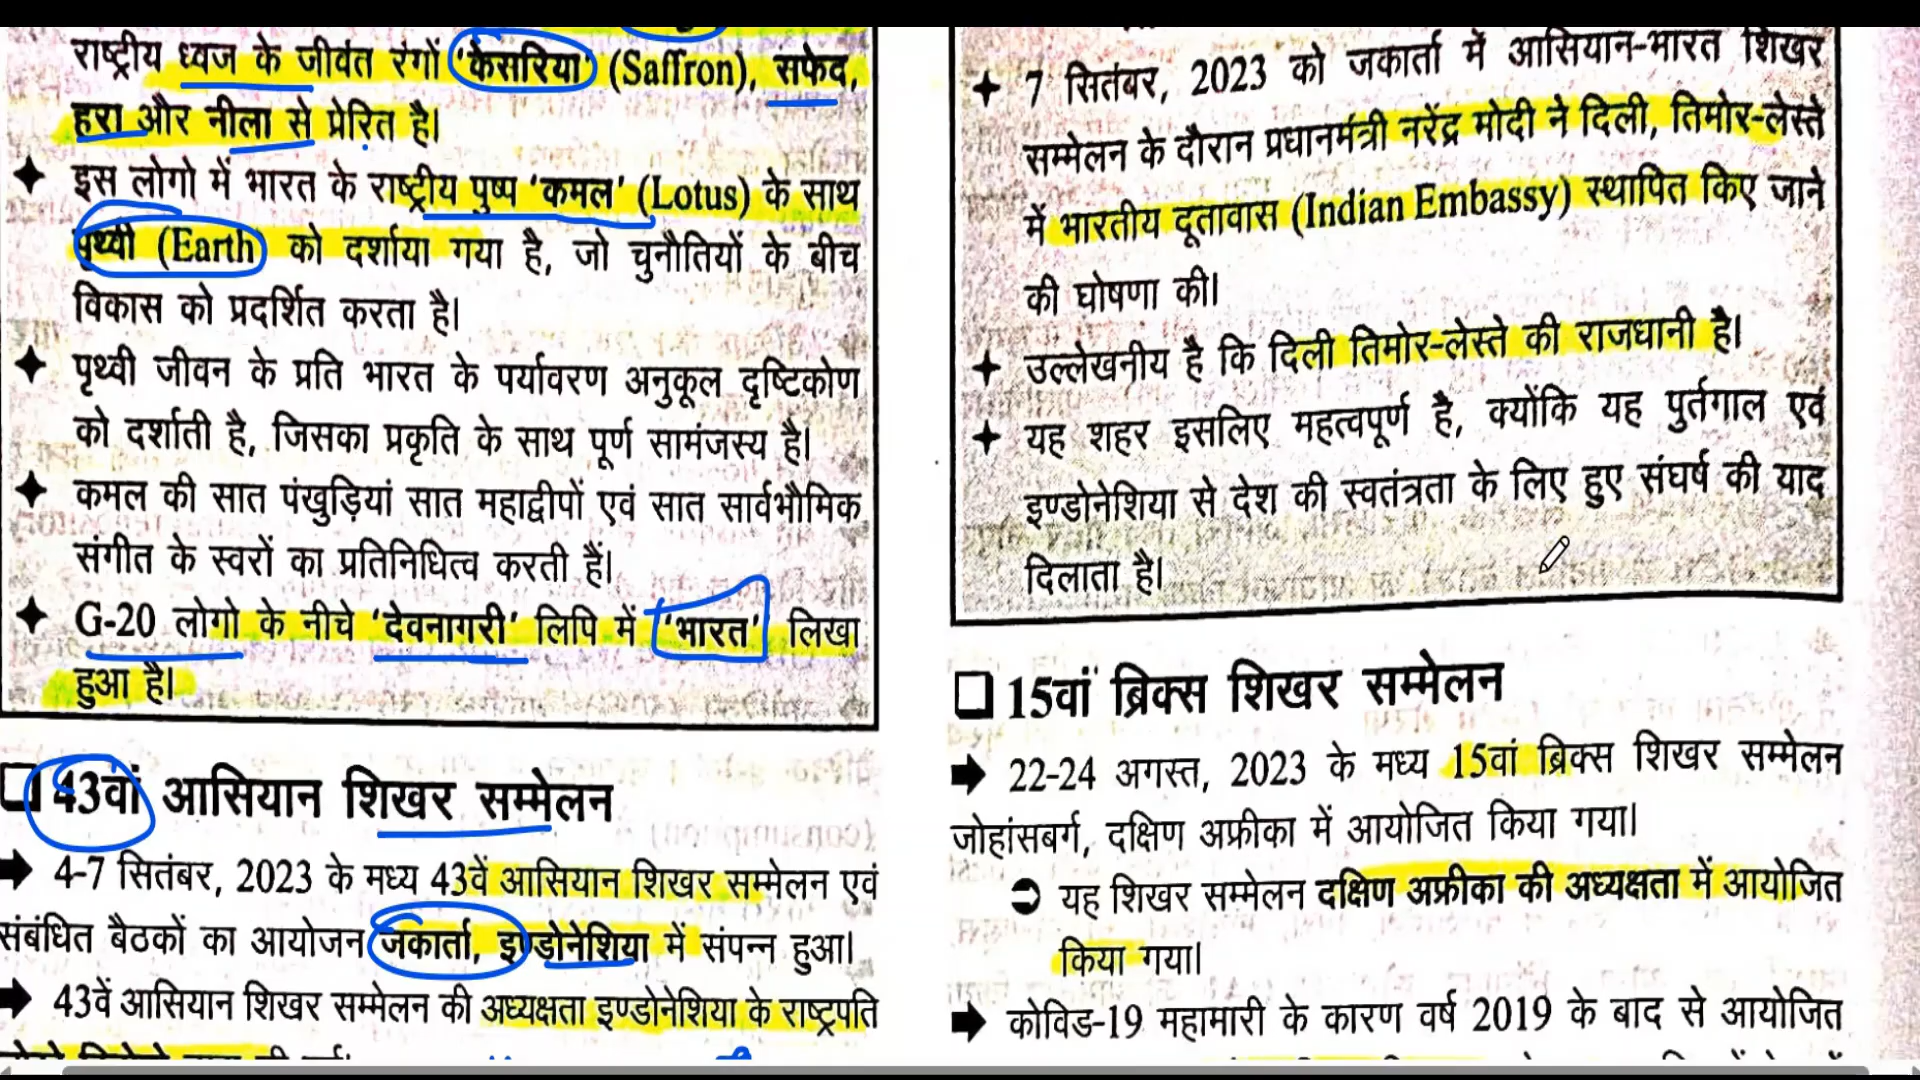 राष्ट्रीय ध्वज के जीवंत रंगों ‘केसरिया’ (Saffron), सफेद,
हरा और नीला से प्रेरित है।
✦ इस लोगो में भारत के राष्ट्रीय पुष्प ‘कमल’ (Lotus) के साथ
पृथ्वी (Earth) को दर्शाया गया है, जो चुनौतियों के बीच
विकास को प्रदर्शित करता है।
✦ पृथ्वी जीवन के प्रति भारत के पर्यावरण अनुकूल दृष्टिकोण
को दर्शाती है, जिसका प्रकृति के साथ पूर्ण सामंजस्य है।
✦ कमल की सात पंखुड़ियां सात महाद्वीपों एवं सात सार्वभौमिक
संगीत के स्वरों का प्रतिनिधित्व करती हैं।
✦ G-20 लोगो के नीचे ‘देवनागरी’ लिपि में ‘भारत’ लिखा
हुआ है।
❑ 43वां आसियान शिखर सम्मेलन
➡ 4-7 सितंबर, 2023 के मध्य 43वें आसियान शिखर सम्मेलन एवं
संबंधित बैठकों का आयोजन जकार्ता, इण्डोनेशिया में संपन्न हुआ।
➡ 43वें आसियान शिखर सम्मेलन की अध्यक्षता इण्डोनेशिया के राष्ट्रपति
✦ 7 सितंबर, 2023 को जकार्ता में आसियान-भारत शिखर
सम्मेलन के दौरान प्रधानमंत्री नरेंद्र मोदी ने दिली, तिमोर-लेस्ते
में भारतीय दूतावास (Indian Embassy) स्थापित किए जाने
की घोषणा की।
✦ उल्लेखनीय है कि दिली तिमोर-लेस्ते की राजधानी है।
✦ यह शहर इसलिए महत्वपूर्ण है, क्योंकि यह पुर्तगाल एवं
इण्डोनेशिया से देश की स्वतंत्रता के लिए हुए संघर्ष की याद
दिलाता है।
❑ 15वां ब्रिक्स शिखर सम्मेलन
➡ 22-24 अगस्त, 2023 के मध्य 15वां ब्रिक्स शिखर सम्मेलन
जोहांसबर्ग, दक्षिण अफ्रीका में आयोजित किया गया।
➲ यह शिखर सम्मेलन दक्षिण अफ्रीका की अध्यक्षता में आयोजित
किया गया।
➡ कोविड-19 महामारी के कारण वर्ष 2019 के बाद से आयोजित